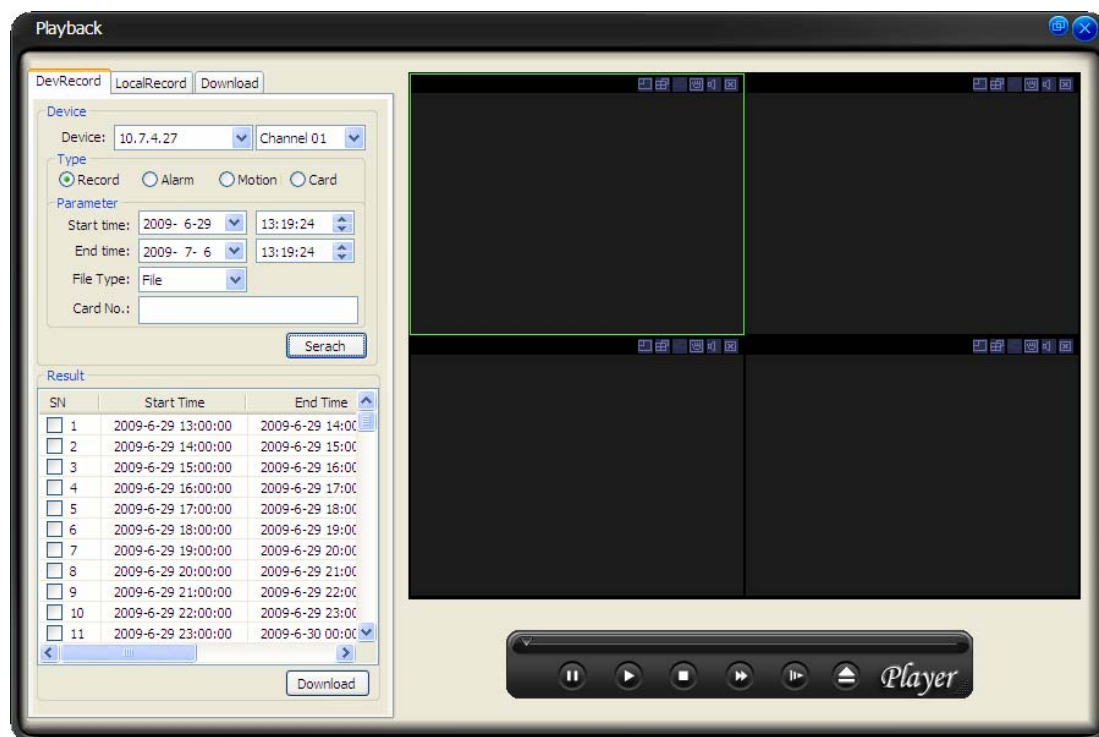 Playback
DevRecord LocalRecord Download
Device
Device: 10.7.4.27 Channel 01
Type
Record Alarm Motion Card
Parameter
Start time: 2009- 6-29 13:19:24
End time: 2009- 7- 6 13:19:24
File Type: File
Card No.:
Serach
Result
SN Start Time End Time
1 2009-6-29 13:00:00 2009-6-29 14:00
2 2009-6-29 14:00:00 2009-6-29 15:00
3 2009-6-29 15:00:00 2009-6-29 16:00
4 2009-6-29 16:00:00 2009-6-29 17:00
5 2009-6-29 17:00:00 2009-6-29 18:00
6 2009-6-29 18:00:00 2009-6-29 19:00
7 2009-6-29 19:00:00 2009-6-29 20:00
8 2009-6-29 20:00:00 2009-6-29 21:00
9 2009-6-29 21:00:00 2009-6-29 22:00
10 2009-6-29 22:00:00 2009-6-29 23:00
11 2009-6-29 23:00:00 2009-6-30 00:00
Download
Player